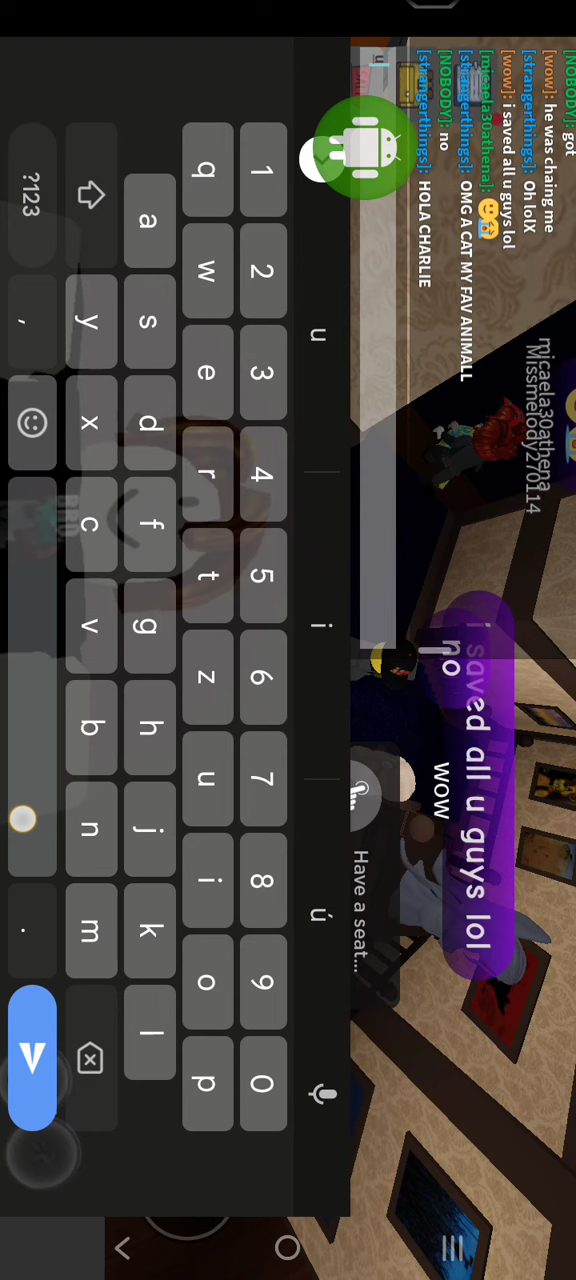 [NOBODY]: got
[wow]: he was chaing me
[strangerthings]: Oh lolX
[wow]: i saved all u guys lol
[micaela30athena]: 🙂😭
[strangerthings]: OMG A CAT MY FAV ANIMALL
[NOBODY]: no
[strangerthings]: HOLA CHARLIE
micaela30athena
Missmelody270114
i saved all u guys lol
no
wow
Have a seat...
u
u i ú
1 2 3 4 5 6 7 8 9 0
q w e r t z u i o p
a s d f g h j k l
y x c v b n m
?123 , .